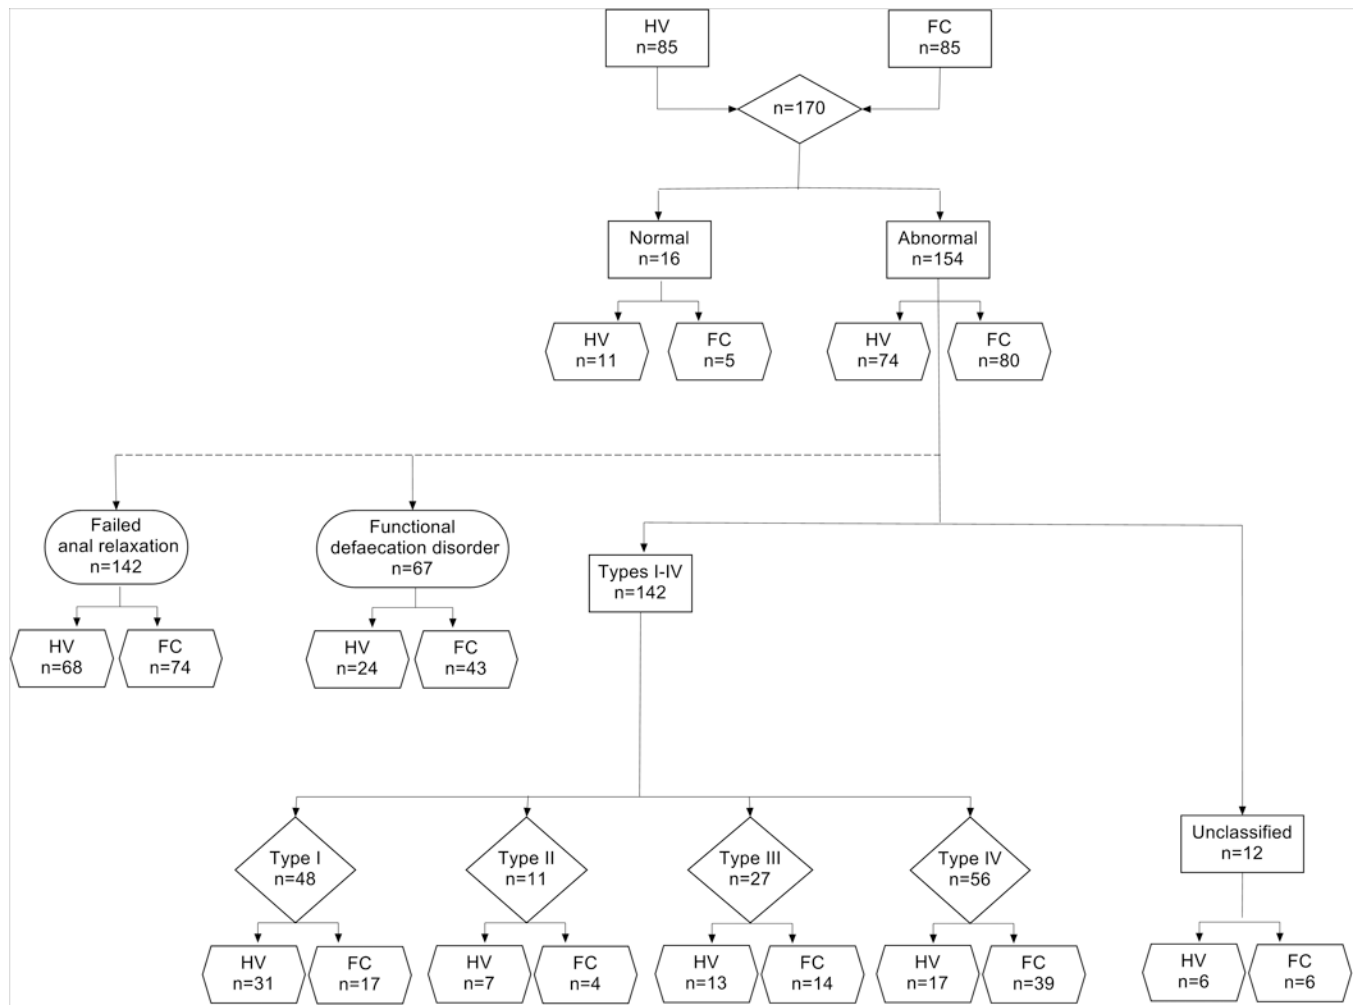 HV
n=85
FC
n=85
n=170
Normal
n=16
Abnormal
n=154
HV
n=11
FC
n=5
HV
n=74
FC
n=80
Failed
anal relaxation
n=142
Functional
defaecation disorder
n=67
Types I-IV
n=142
HV
n=68
FC
n=74
HV
n=24
FC
n=43
Type I
n=48
Type II
n=11
Type III
n=27
Type IV
n=56
Unclassified
n=12
HV
n=31
FC
n=17
HV
n=7
FC
n=4
HV
n=13
FC
n=14
HV
n=17
FC
n=39
HV
n=6
FC
n=6